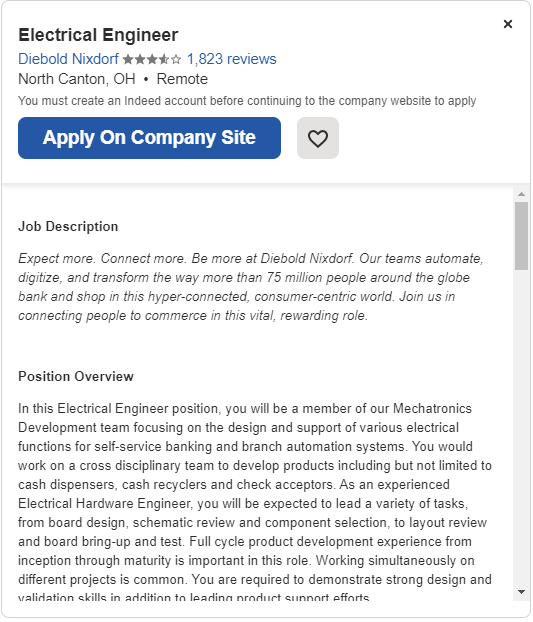 Electrical Engineer
Diebold Nixdorf 1,823 reviews
North Canton, OH • Remote
You must create an Indeed account before continuing to the company website to apply
Apply On Company Site
Job Description
Expect more. Connect more. Be more at Diebold Nixdorf. Our teams automate,
digitize, and transform the way more than 75 million people around the globe
bank and shop in this hyper-connected, consumer-centric world. Join us in
connecting people to commerce in this vital, rewarding role.
Position Overview
In this Electrical Engineer position, you will be a member of our Mechatronics
Development team focusing on the design and support of various electrical
functions for self-service banking and branch automation systems. You would
work on a cross disciplinary team to develop products including but not limited to
cash dispensers, cash recyclers and check acceptors. As an experienced
Electrical Hardware Engineer, you will be expected to lead a variety of tasks,
from board design, schematic review and component selection, to layout review
and board bring-up and test. Full cycle product development experience from
inception through maturity is important in this role. Working simultaneously on
different projects is common. You are required to demonstrate strong design and
validation skills in addition to leading product support efforts.